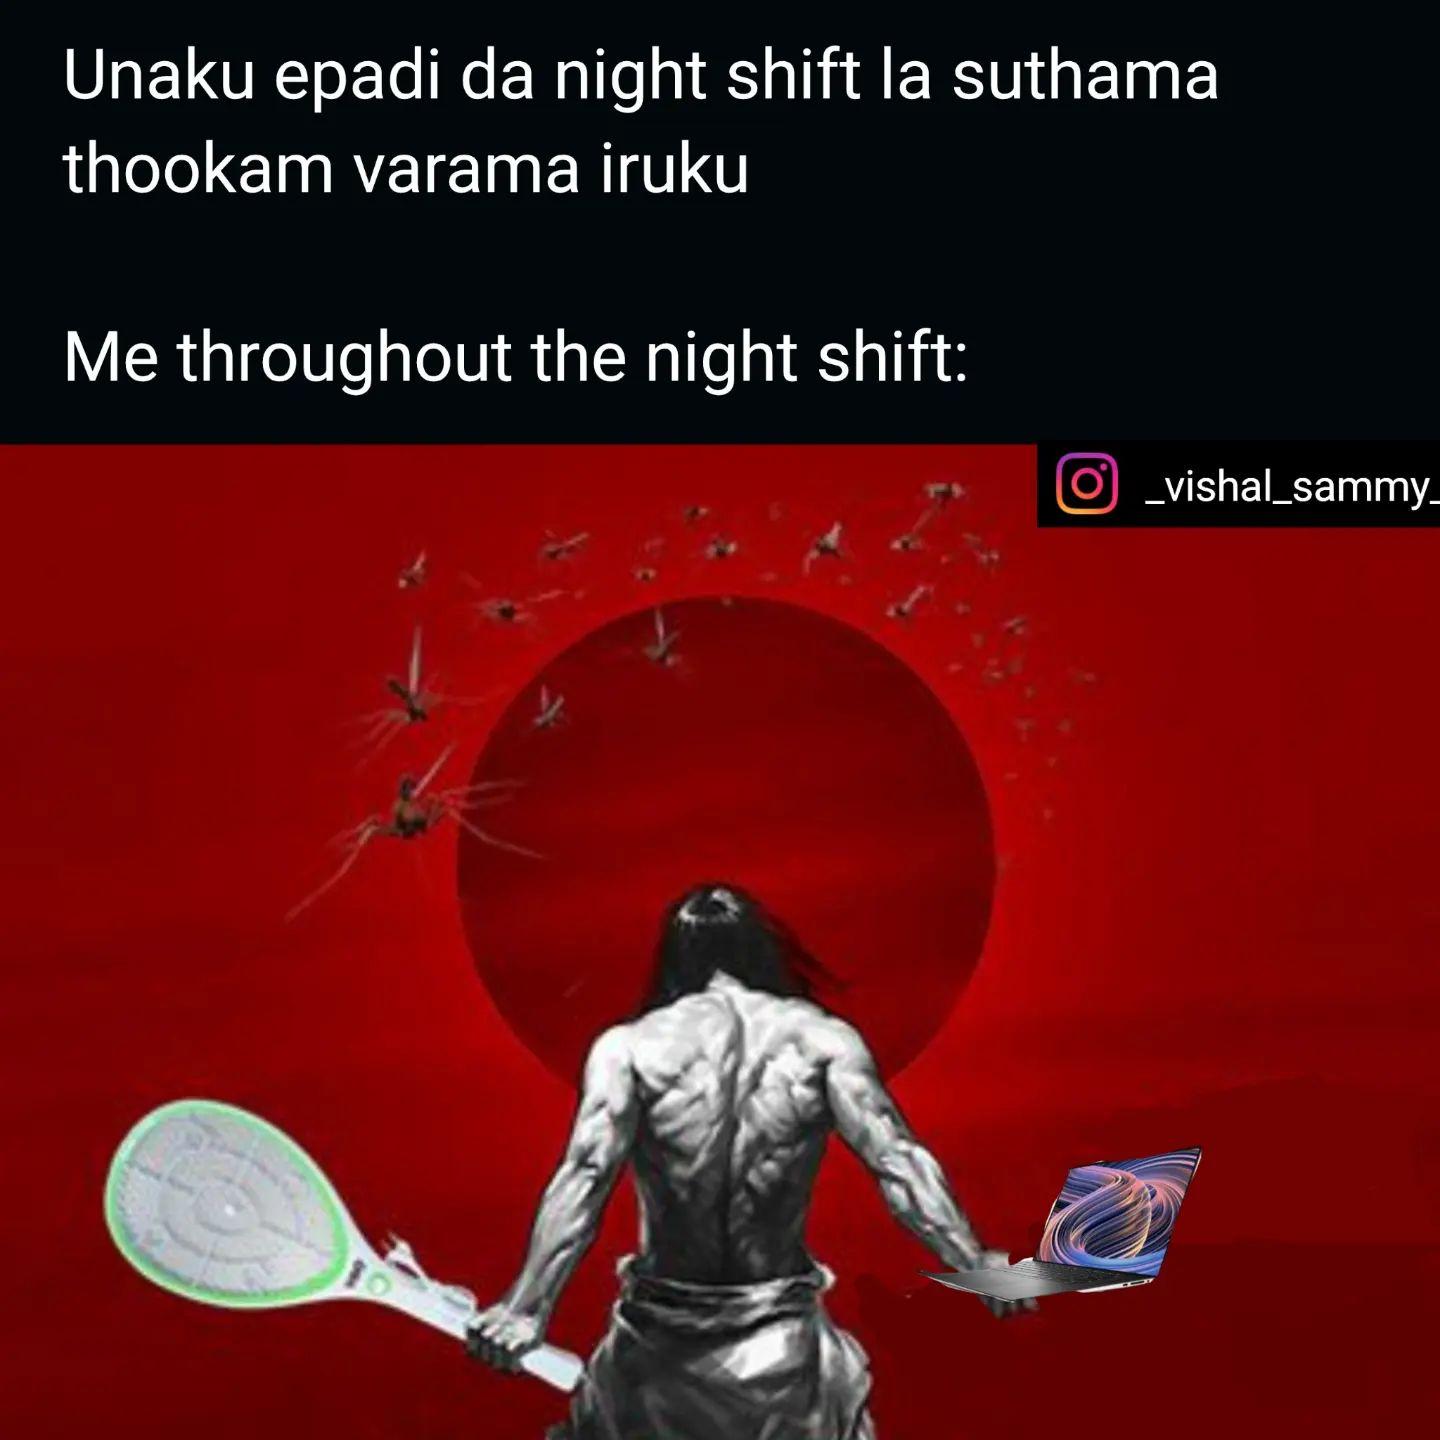 Unaku epadi da night shift la suthama
thookam varama iruku
Me throughout the night shift:
_vishal_sammy_